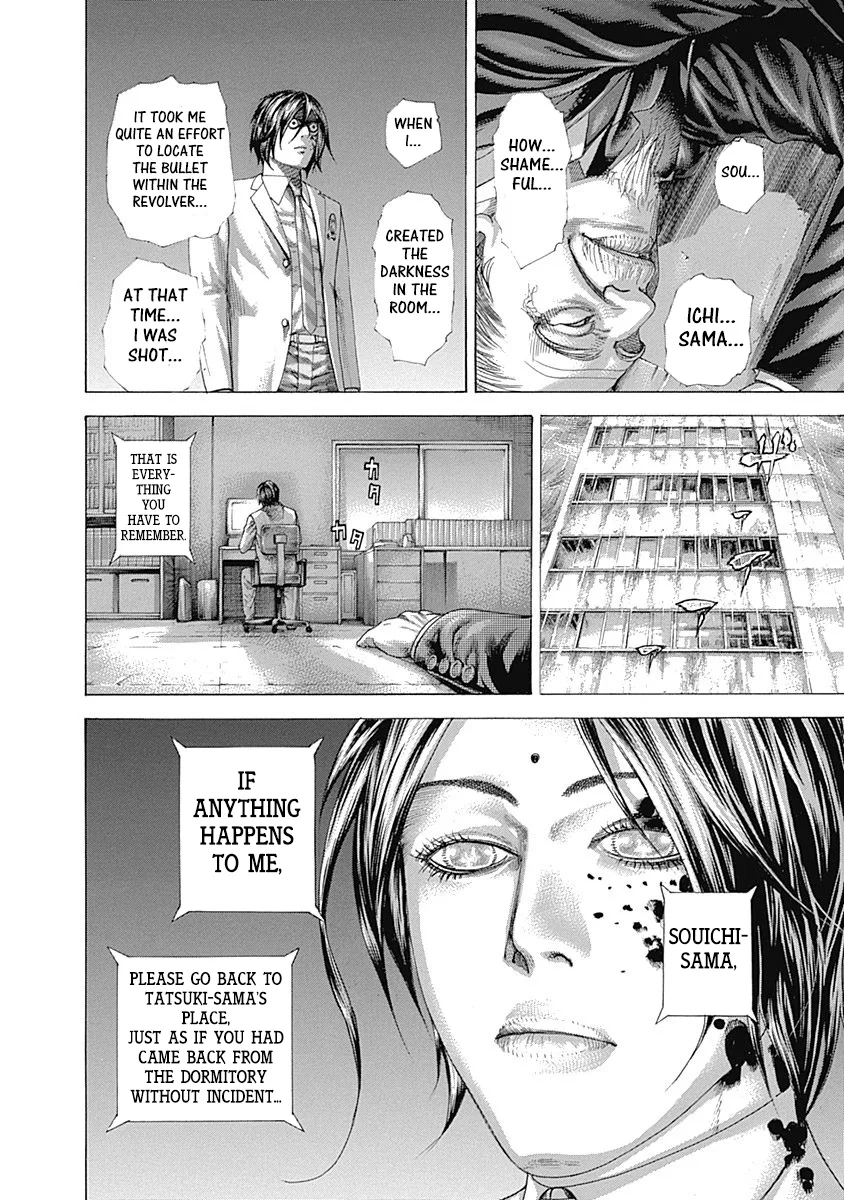 SOU...
ICHI...
SAMA...
HOW...
SHAME...
FUL...
WHEN
I...
CREATED
THE
DARKNESS
IN THE
ROOM...
IT TOOK ME
QUITE AN EFFORT
TO LOCATE
THE BULLET
WITHIN THE
REVOLVER...
AT THAT
TIME...
I WAS
SHOT...
ザッ
カタ
カタ
THAT IS
EVERY-
THING
YOU
HAVE TO
REMEMBER.
SOUICHI-
SAMA,
IF
ANYTHING
HAPPENS
TO ME,
PLEASE GO BACK TO
TATSUKI-SAMA'S
PLACE,
JUST AS IF YOU HAD
CAME BACK FROM
THE DORMITORY
WITHOUT INCIDENT...